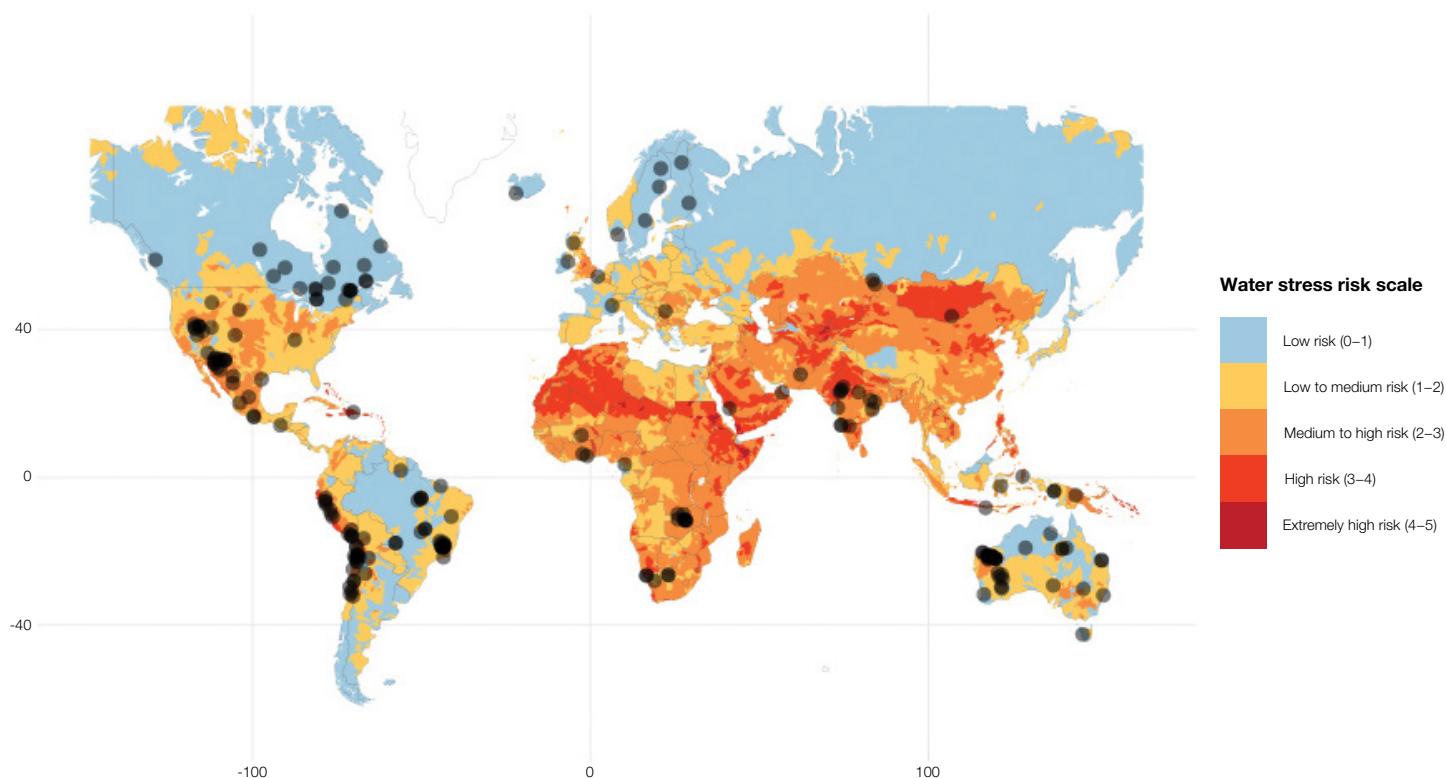 Water stress risk scale
Low risk (0–1)
Low to medium risk (1–2)
Medium to high risk (2–3)
High risk (3–4)
Extremely high risk (4–5)
40
0
-40
-100
0
100